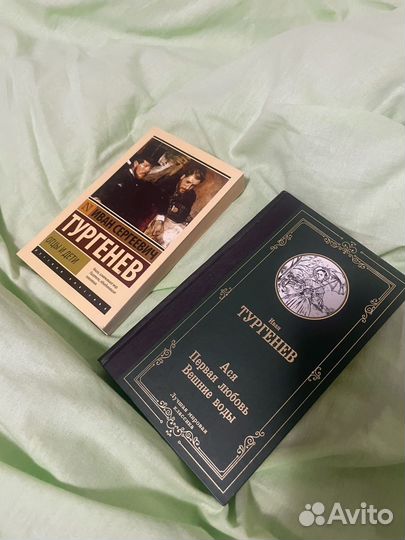 ИВАН СЕРГЕЕВИЧ
ТУРГЕНЕВ
ОТЦЫ И ДЕТИ
Иван
ТУРГЕНЕВ
Ася
Первая любовь
Вешние воды
Лучшая мировая
классика
Avito